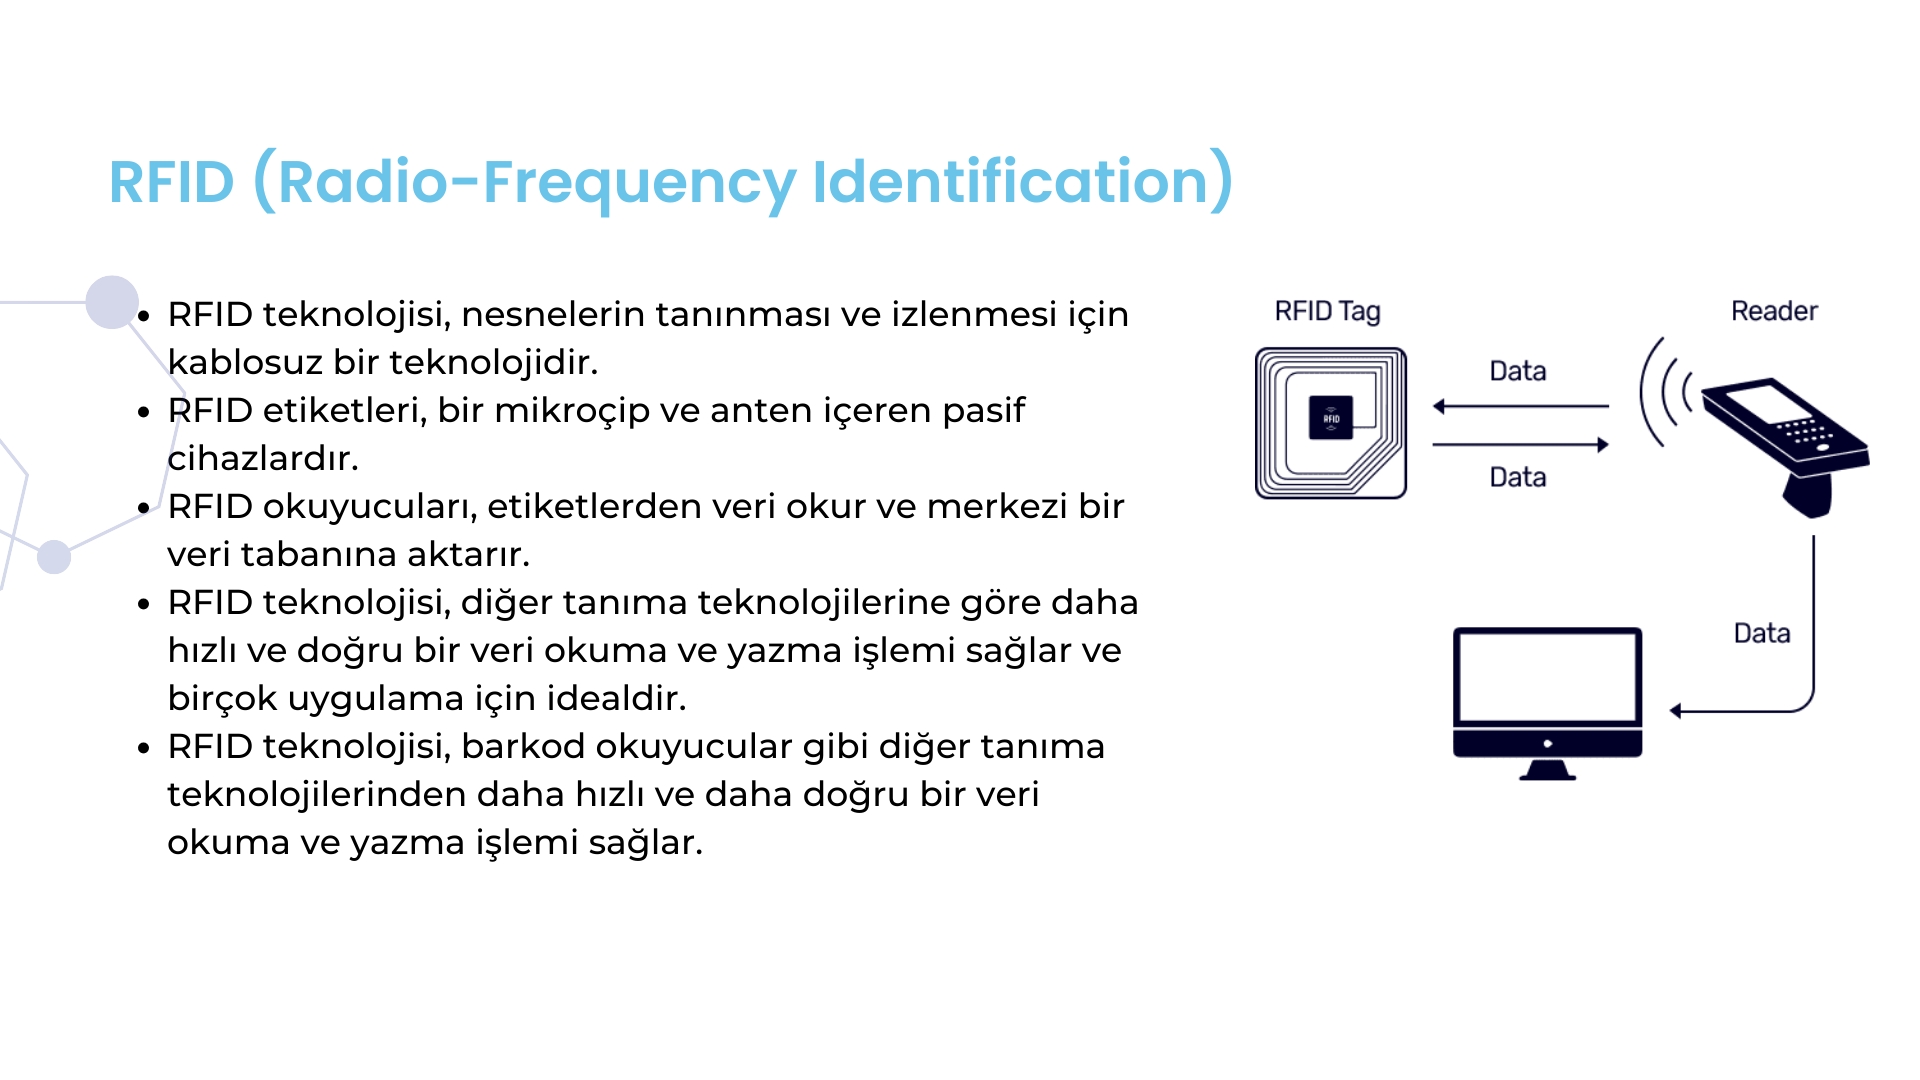 RFID (Radio-Frequency Identification)
• RFID teknolojisi, nesnelerin tanınması ve izlenmesi için
kablosuz bir teknolojidir.
• RFID etiketleri, bir mikroçip ve anten içeren pasif
cihazlardır.
• RFID okuyucuları, etiketlerden veri okur ve merkezi bir
veri tabanına aktarır.
• RFID teknolojisi, diğer tanıma teknolojilerine göre daha
hızlı ve doğru bir veri okuma ve yazma işlemi sağlar ve
birçok uygulama için idealdir.
• RFID teknolojisi, barkod okuyucular gibi diğer tanıma
teknolojilerinden daha hızlı ve daha doğru bir veri
okuma ve yazma işlemi sağlar.
RFID Tag
Reader
Data
RFID
Data
Data